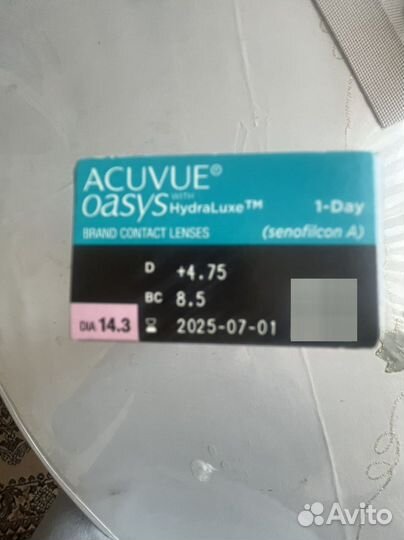 ACUVUE®
oasys WITH HydraLuxe™ 1-Day
BRAND CONTACT LENSES (senofilcon A)
D +4.75
BC 8.5
DIA 14.3 2025-07-01
Avito